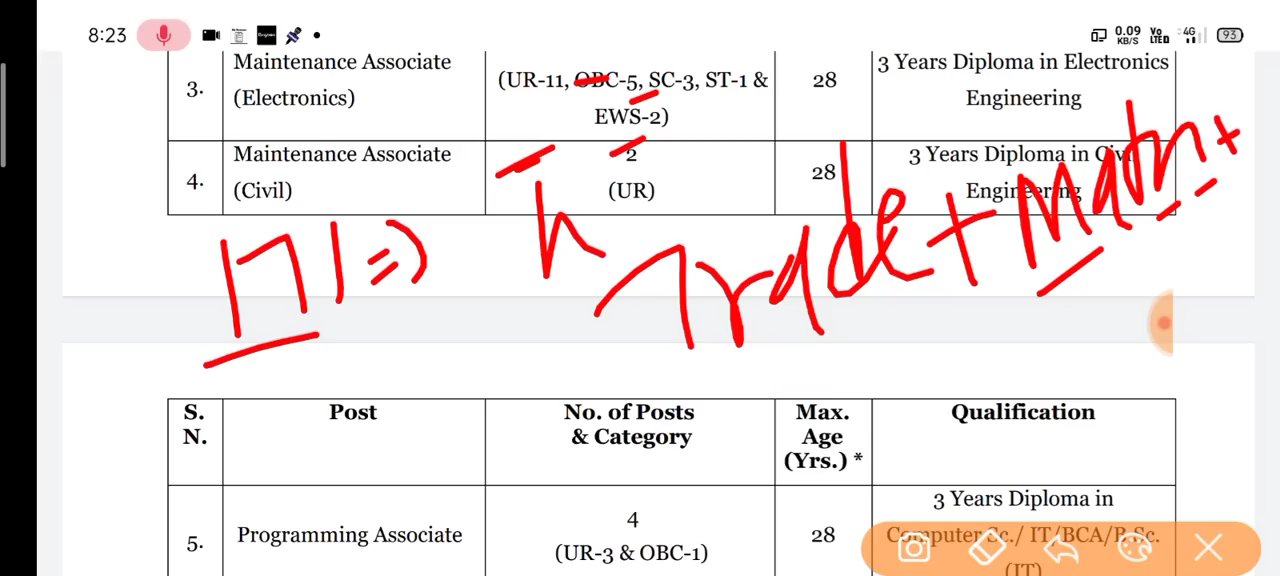 8:23 0.09 KB/S Vo LTED 4G 93
3. Maintenance Associate (Electronics) (UR-11, OBC-5, SC-3, ST-1 & EWS-2) 28 3 Years Diploma in Electronics Engineering
4. Maintenance Associate (Civil) 2 (UR) 28 3 Years Diploma in Civil Engineering
Trade + Math +
S. N. Post No. of Posts & Category Max. Age (Yrs.) * Qualification
5. Programming Associate 4 (UR-3 & OBC-1) 28 3 Years Diploma in Computer Sc./ IT/BCA/B.Sc. (IT)